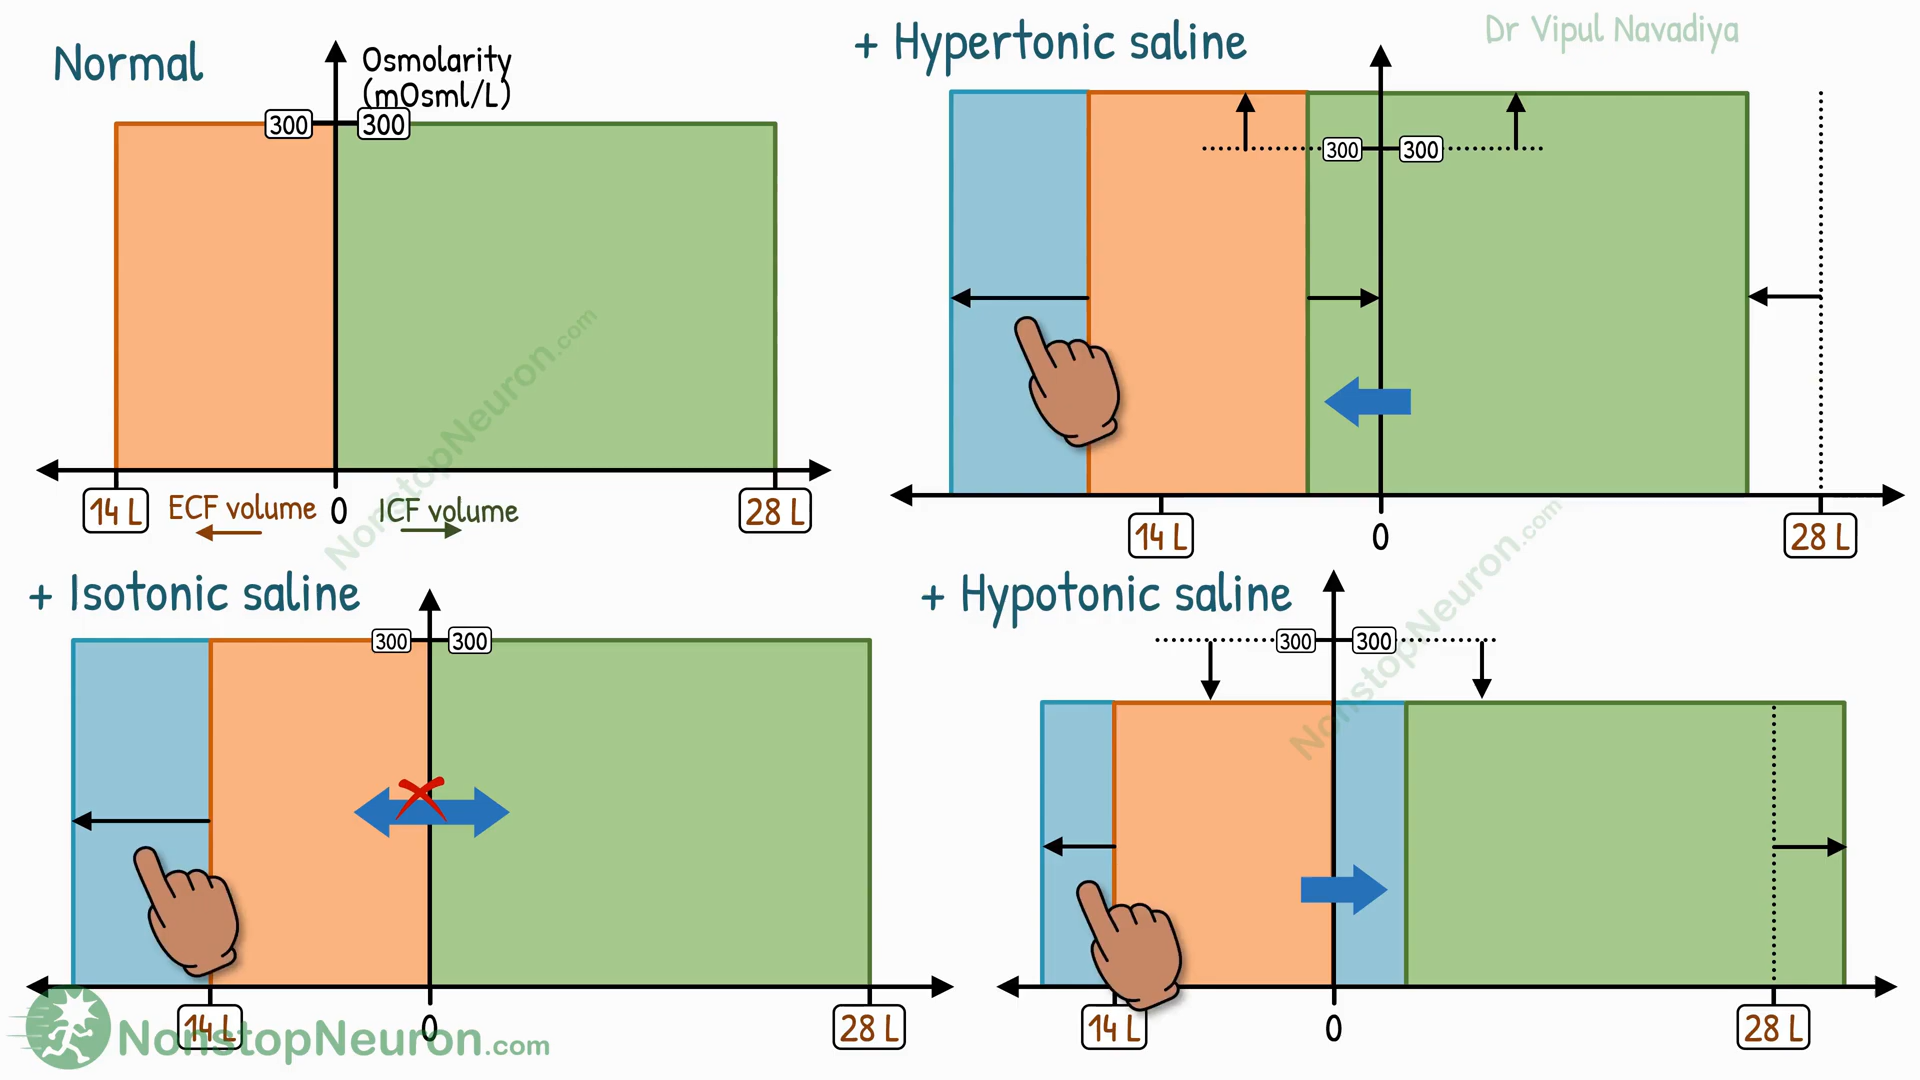 Normal
Osmolarity
(mOsml/L)
300
300
14 L
ECF volume
0
ICF volume
28 L
NonstopNeuron.com
+ Hypertonic saline
Dr Vipul Navadiya
300
300
14 L
0
28 L
NonstopNeuron.com
+ Isotonic saline
300
300
14 L
0
28 L
NonstopNeuron.com
+ Hypotonic saline
300
300
14 L
0
28 L